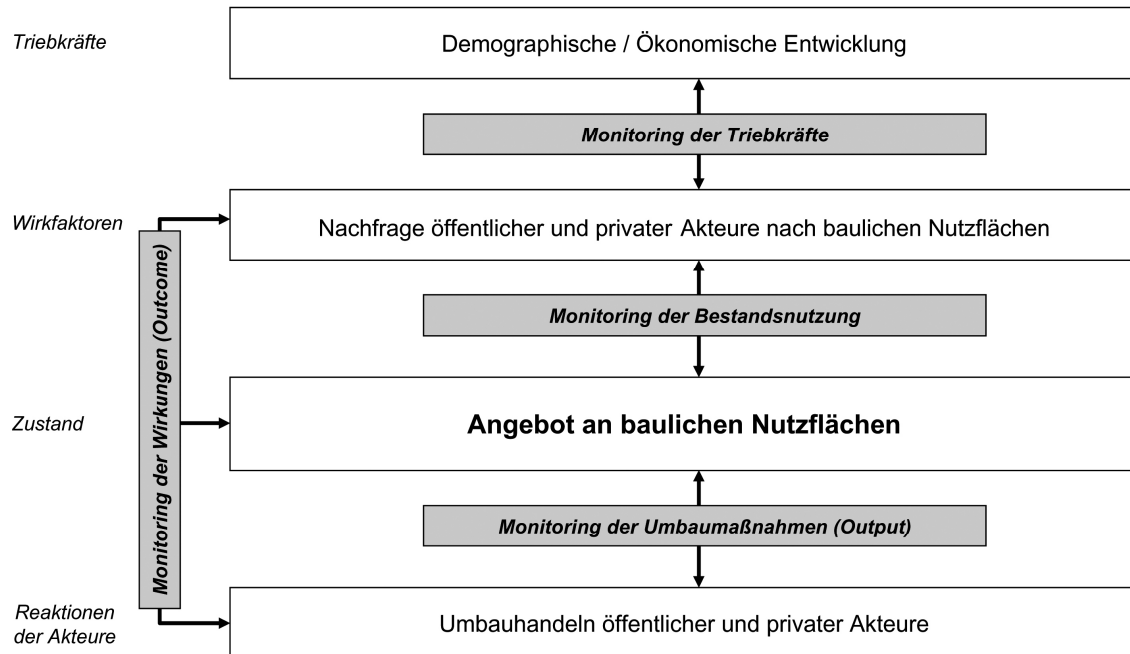 Triebkräfte
Demographische / Ökonomische Entwicklung
Monitoring der Triebkräfte
Wirkfaktoren
Nachfrage öffentlicher und privater Akteure nach baulichen Nutzflächen
Monitoring der Wirkungen (Outcome)
Monitoring der Bestandsnutzung
Zustand
Angebot an baulichen Nutzflächen
Monitoring der Umbaumaßnahmen (Output)
Reaktionen
der Akteure
Umbauhandeln öffentlicher und privater Akteure